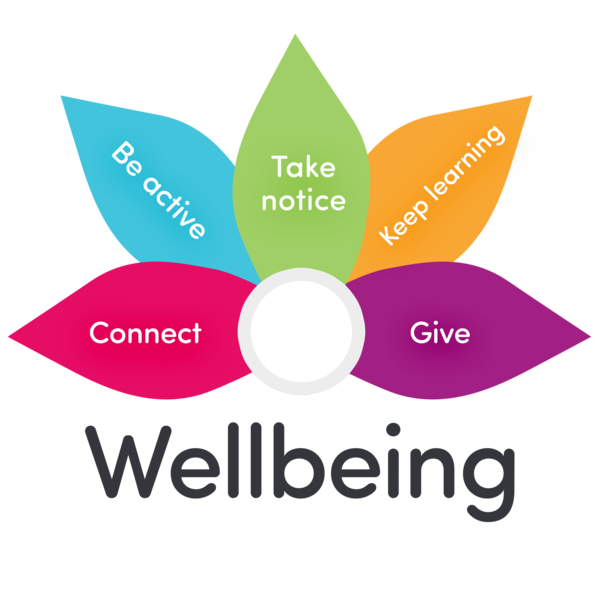 Connect
Be active
Take
notice
Keep learning
Give
Wellbeing